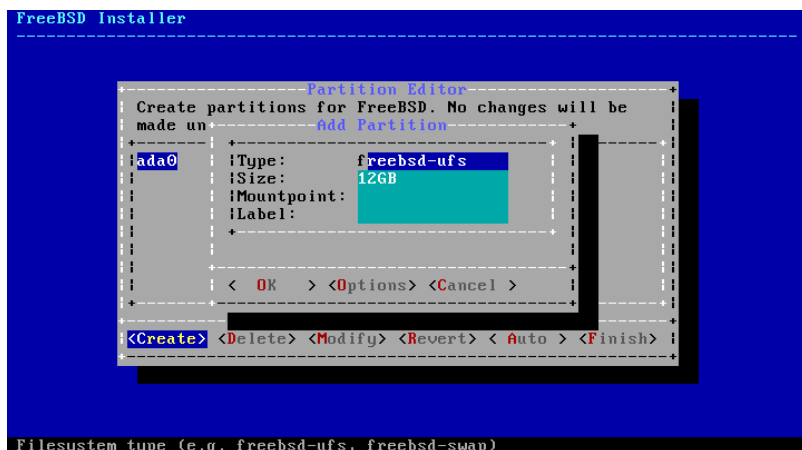 FreeBSD Installer
Partition Editor
Create partitions for FreeBSD. No changes will be
made un
Add Partition
ada0
Type: freebsd-ufs
Size: 12GB
Mountpoint:
Label:
< OK > <Options> <Cancel >
<Create> <Delete> <Modify> <Revert> < Auto > <Finish>
Filesystem type (e.g. freebsd-ufs, freebsd-swap)